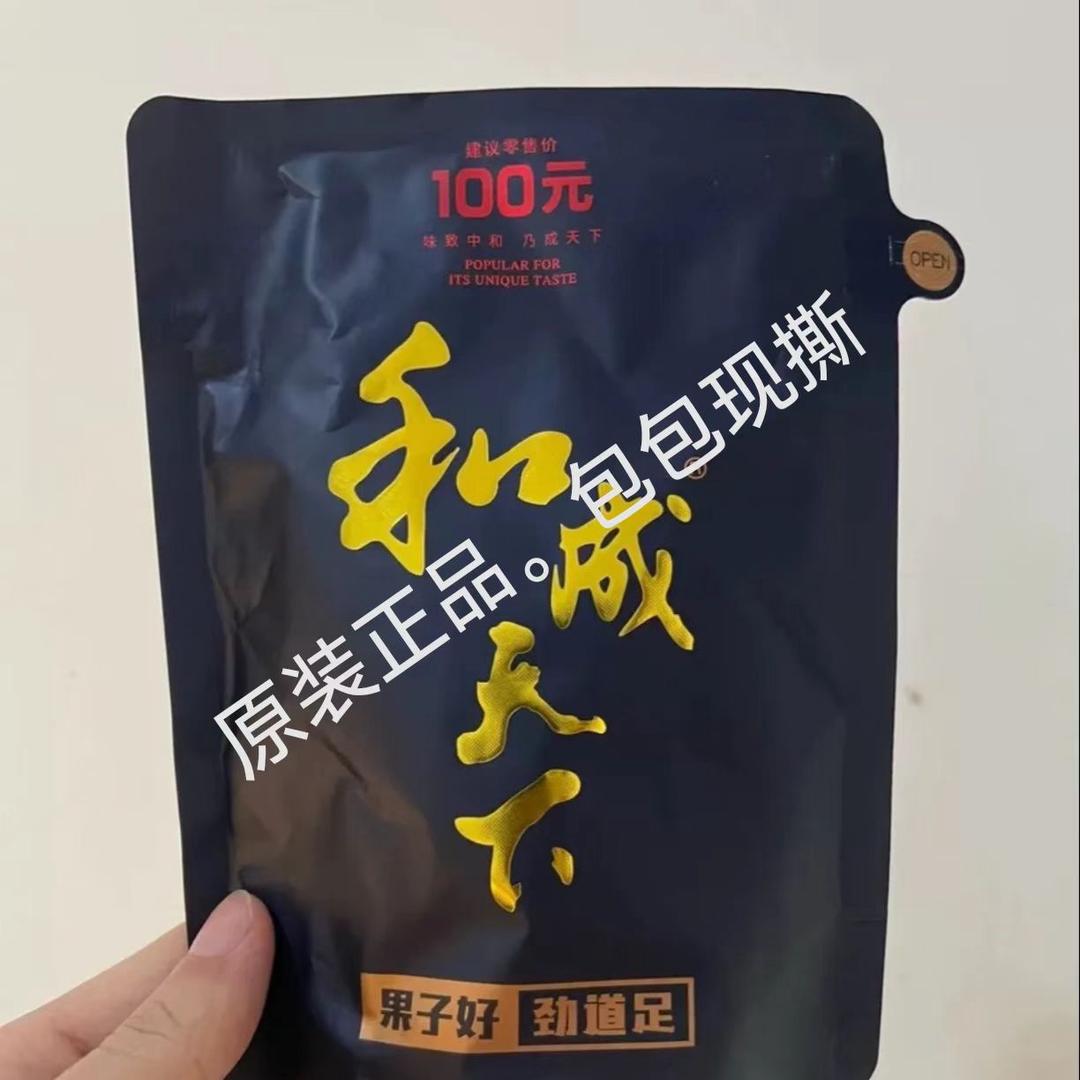 建议零售价
100元
味致中和 乃成天下
POPULAR FOR
ITS UNIQUE TASTE
OPEN
和成天下
®
原装正品。包包现撕
果子好 劲道足